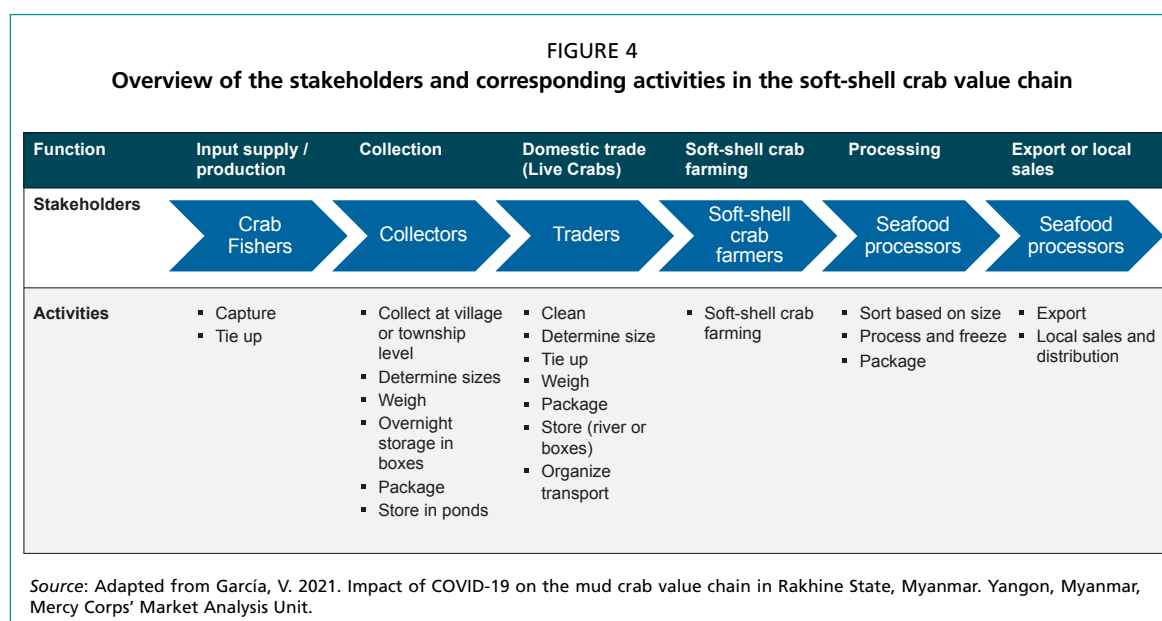 FIGURE 4
Overview of the stakeholders and corresponding activities in the soft-shell crab value chain
Function
Input supply /
production
Collection
Domestic trade
(Live Crabs)
Soft-shell crab
farming
Processing
Export or local
sales
Stakeholders
Crab
Fishers
Collectors
Traders
Soft-shell
crab
farmers
Seafood
processors
Seafood
processors
Activities
▪ Capture
▪ Tie up
▪ Collect at village
or township
level
▪ Determine sizes
▪ Weigh
▪ Overnight
storage in
boxes
▪ Package
▪ Store in ponds
▪ Clean
▪ Determine size
▪ Tie up
▪ Weigh
▪ Package
▪ Store (river or
boxes)
▪ Organize
transport
▪ Soft-shell crab
farming
▪ Sort based on size
▪ Process and freeze
▪ Package
▪ Export
▪ Local sales and
distribution
Source: Adapted from García, V. 2021. Impact of COVID-19 on the mud crab value chain in Rakhine State, Myanmar. Yangon, Myanmar,
Mercy Corps’ Market Analysis Unit.